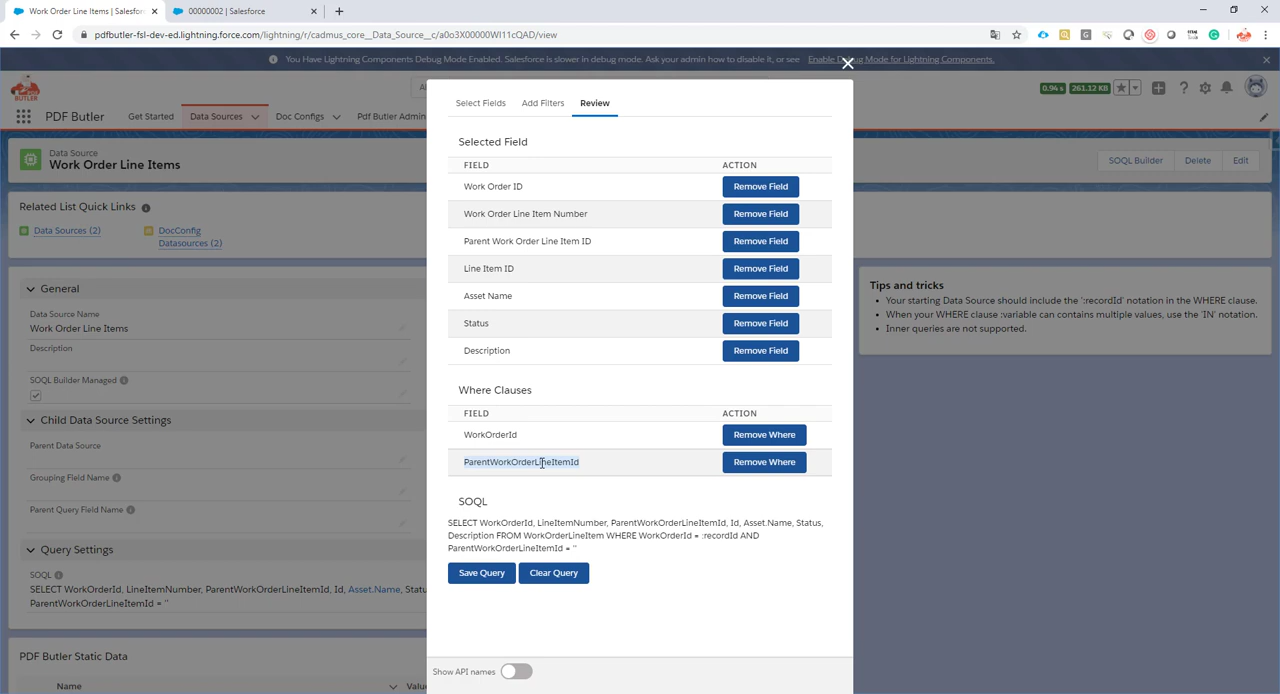 Work Order Line Items | Salesforc
00000002 | Salesforce
pdfbutler-fsl-dev-ed.lightning.force.com/lightning/r/cadmus_core__Data_Source__c/a0o3X00000WI11cQAD/view
You Have Lightning Components Debug Mode Enabled. Salesforce is slower in debug mode. Ask your admin how to disable it, or see Enable Debug Mode for Lightning Components.
0.94 s 261.12 KB
PDF Butler Get Started Data Sources Doc Configs Pdf Butler Admin
Data Source
Work Order Line Items
SOQL Builder Delete Edit
Related List Quick Links
Data Sources (2)
DocConfig
Datasources (2)
General
Data Source Name
Work Order Line Items
Description
SOQL Builder Managed
Child Data Source Settings
Parent Data Source
Grouping Field Name
Parent Query Field Name
Query Settings
SOQL
SELECT WorkOrderId, LineItemNumber, ParentWorkOrderLineItemId, Id, Asset.Name, Statu
ParentWorkOrderLineItemId = ''
PDF Butler Static Data
Name Value
Select Fields Add Filters Review
Selected Field
FIELD ACTION
Work Order ID Remove Field
Work Order Line Item Number Remove Field
Parent Work Order Line Item ID Remove Field
Line Item ID Remove Field
Asset Name Remove Field
Status Remove Field
Description Remove Field
Where Clauses
FIELD ACTION
WorkOrderId Remove Where
ParentWorkOrderLineItemId Remove Where
SOQL
SELECT WorkOrderId, LineItemNumber, ParentWorkOrderLineItemId, Id, Asset.Name, Status,
Description FROM WorkOrderLineItem WHERE WorkOrderId = :recordId AND
ParentWorkOrderLineItemId = ''
Save Query Clear Query
Show API names
Tips and tricks
Your starting Data Source should include the ':recordId' notation in the WHERE clause.
When your WHERE clause :variable can contains multiple values, use the 'IN' notation.
Inner queries are not supported.